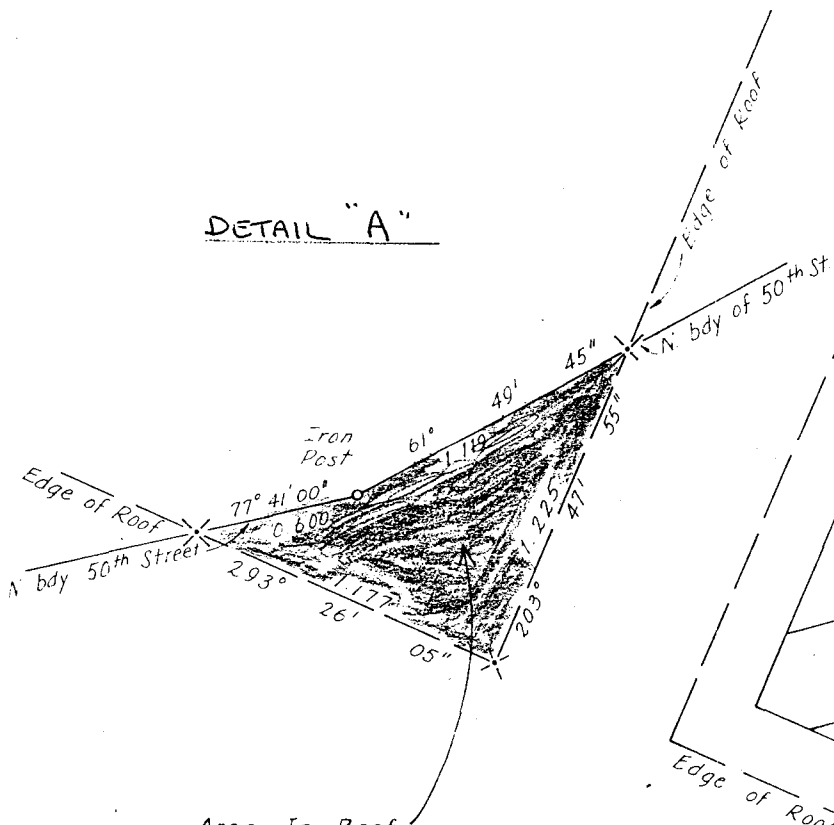 Edge of Roof
DETAIL "A"
N. bdy of 50th St.
45"
49'
61°
1.119
Iron
Post
55"
47'
203°
1.225
Edge of Roof
77° 41' 00"
0.600
N bdy 50th Street
293°
26'
05"
1.177
Edge of Roof